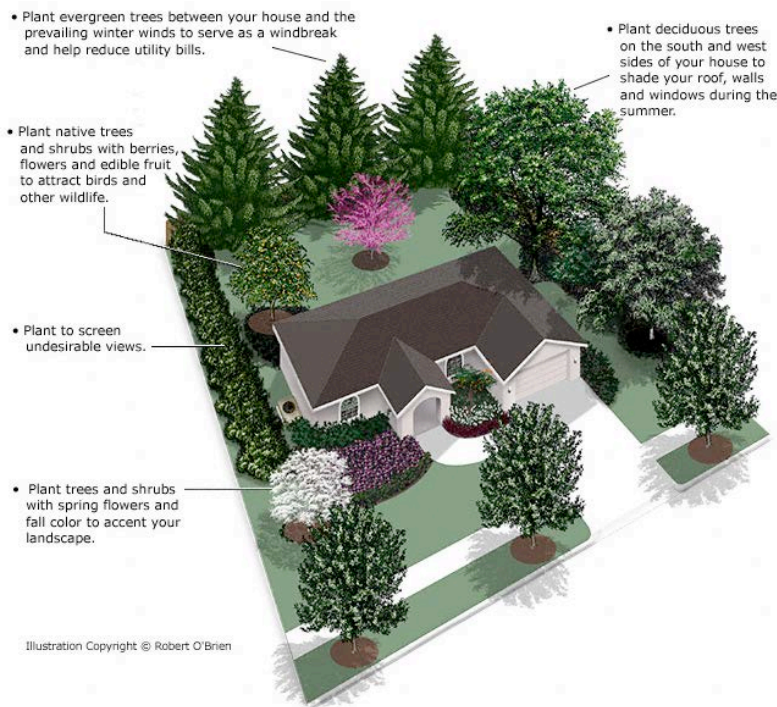 • Plant evergreen trees between your house and the
prevailing winter winds to serve as a windbreak
and help reduce utility bills.
• Plant deciduous trees
on the south and west
sides of your house to
shade your roof, walls
and windows during the
summer.
• Plant native trees
and shrubs with berries,
flowers and edible fruit
to attract birds and
other wildlife.
• Plant to screen
undesirable views.
• Plant trees and shrubs
with spring flowers and
fall color to accent your
landscape.
Illustration Copyright © Robert O'Brien